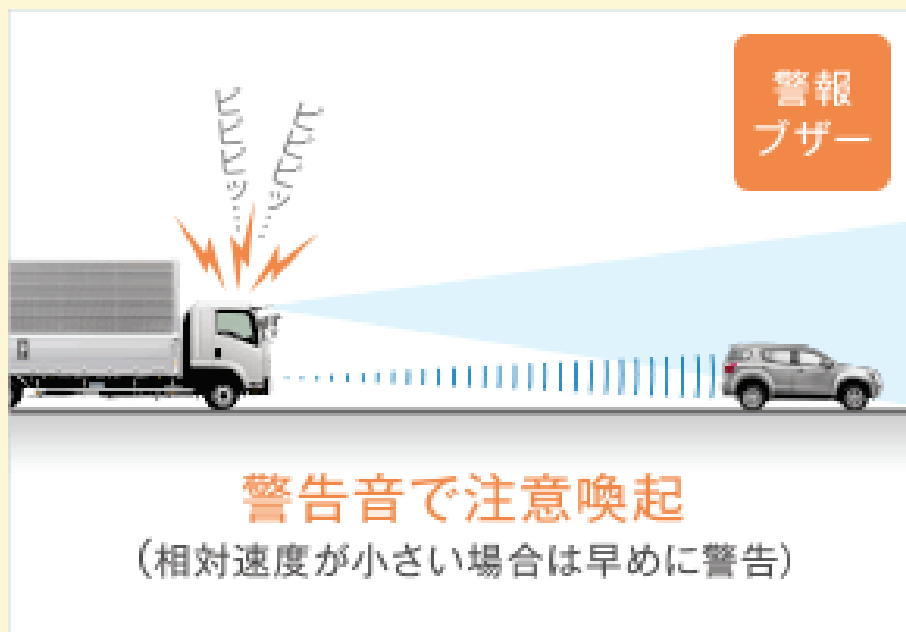 警報
ブザー
ピピピッ…
ピピピッ…
警告音で注意喚起
(相対速度が小さい場合は早めに警告)